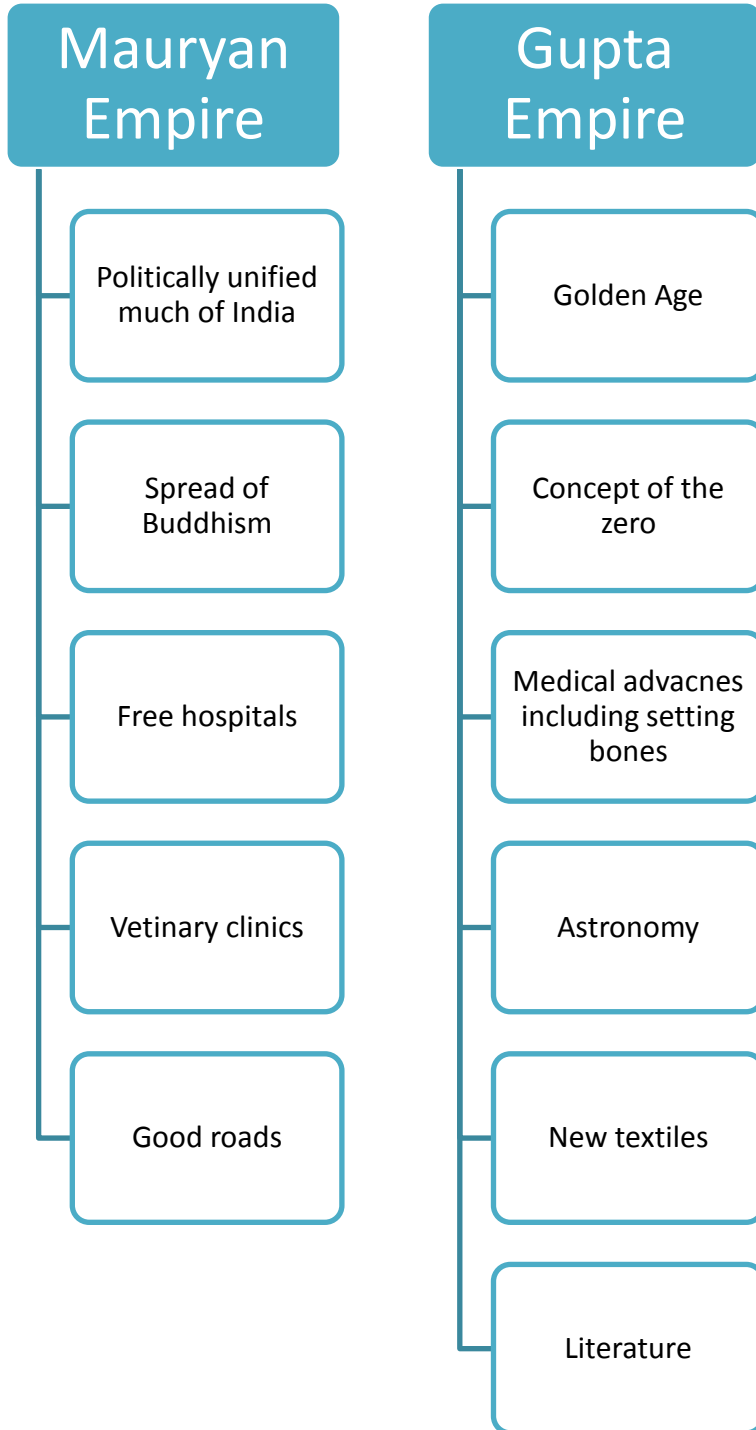 Mauryan
Empire
Politically unified
much of India
Spread of
Buddhism
Free hospitals
Vetinary clinics
Good roads
Gupta
Empire
Golden Age
Concept of the
zero
Medical advacnes
including setting
bones
Astronomy
New textiles
Literature